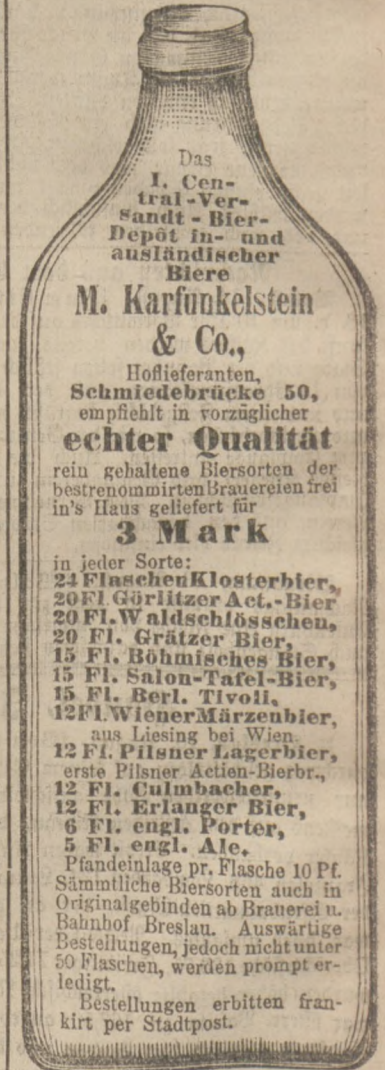 Das
I. Cen-
tral-Ver-
sandt-Bier-
Depôt in- und
ausländischer
Biere
M. Karfunkelstein
& Co.,
Hoflieferanten,
Schmiedebrücke 50,
empfiehlt in vorzüglicher
echter Qualität
rein gehaltene Biersorten der
bestrenommirten Brauereien frei
in's Haus geliefert für
3 Mark
in jeder Sorte:
24 Flaschen Klosterbier,
20 Fl. Görlitzer Act.-Bier
20 Fl. Waldschlösschen,
20 Fl. Grätzer Bier,
15 Fl. Böhmisches Bier,
15 Fl. Salon-Tafel-Bier,
15 Fl. Berl. Tivoli,
12 Fl. Wiener Märzenbier,
aus Liesing bei Wien.
12 Fl. Pilsner Lagerbier,
erste Pilsner Actien-Bierbr.,
12 Fl. Culmbacher,
12 Fl. Erlanger Bier,
6 Fl. engl. Porter,
5 Fl. engl. Ale.
Pfandeinlage pr. Flasche 10 Pf.
Sämmtliche Biersorten auch in
Originalgebinden ab Brauerei u.
Bahnhof Breslau. Auswärtige
Bestellungen, jedoch nicht unter
50 Flaschen, werden prompt er-
ledigt.
Bestellungen erbitten fran-
kirt per Stadtpost.